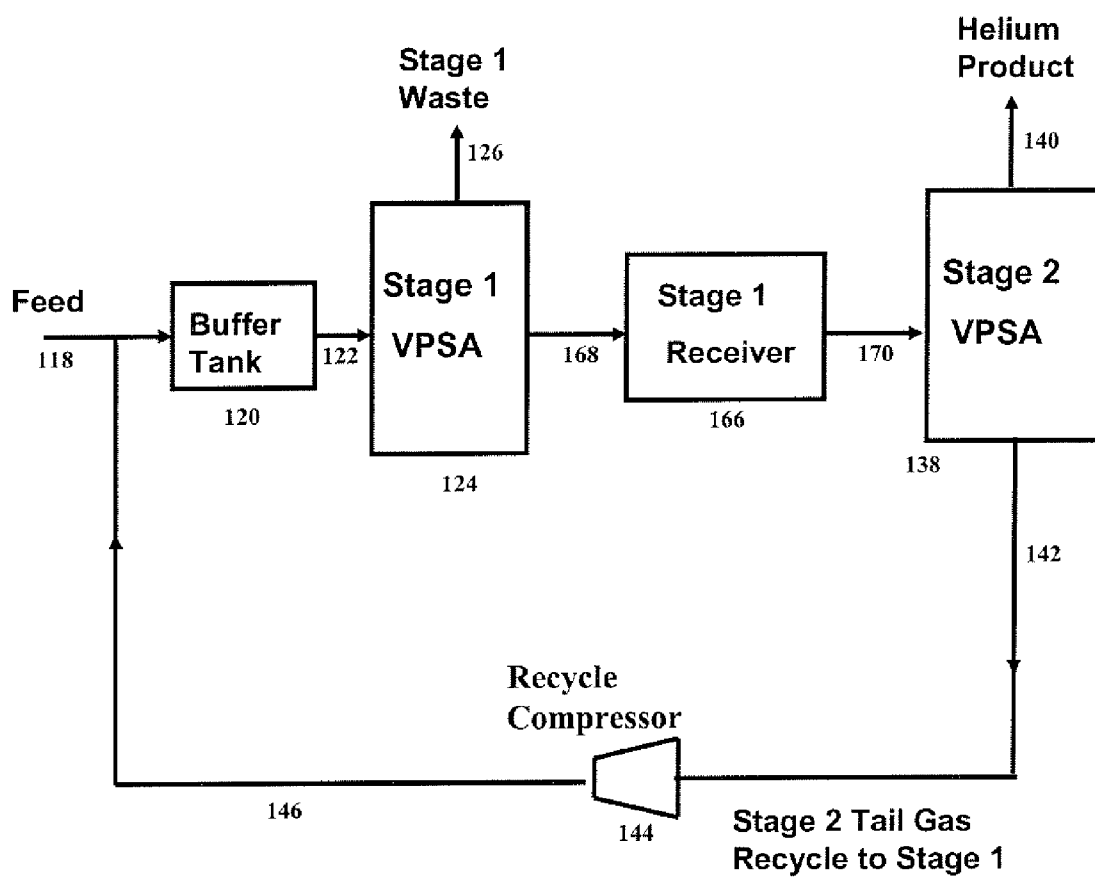 Helium
Product
140
Stage 1
Waste
126
Feed
118
Buffer
Tank
120
122
Stage 1
VPSA
124
168
Stage 1
Receiver
166
170
Stage 2
VPSA
138
142
Recycle
Compressor
144
146
Stage 2 Tail Gas
Recycle to Stage 1